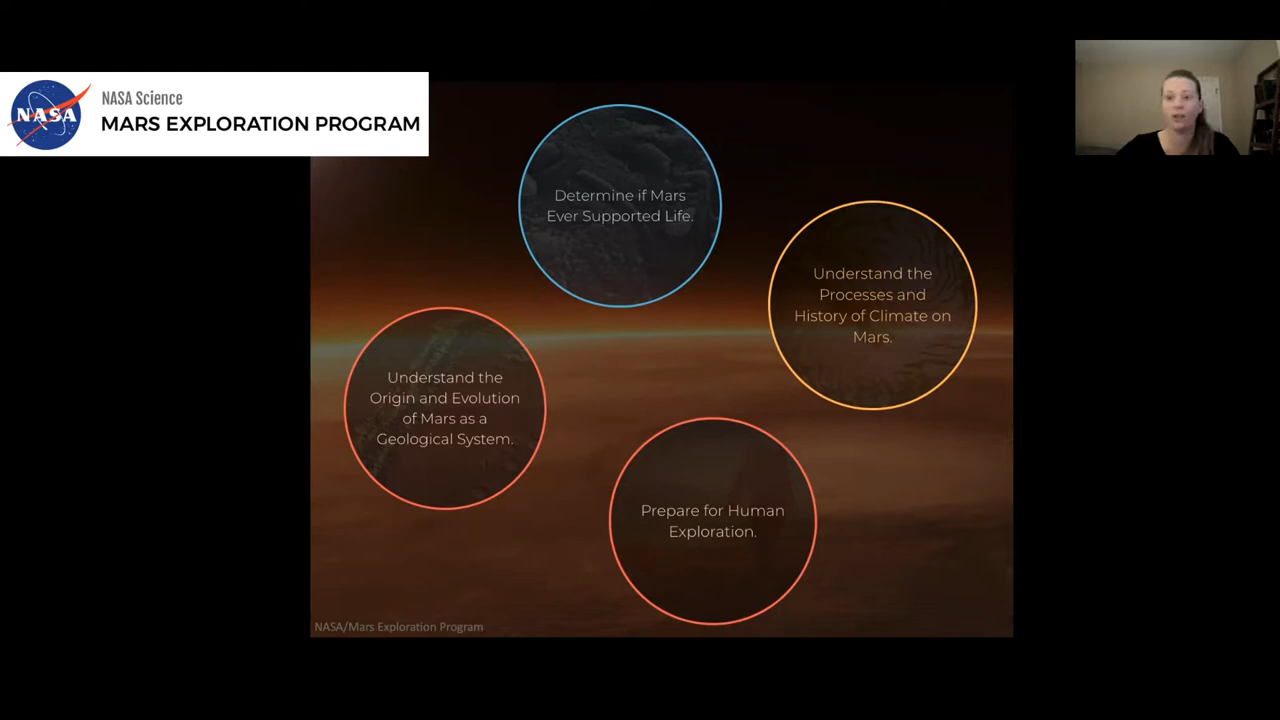 NASA
NASA Science
MARS EXPLORATION PROGRAM
Determine if Mars
Ever Supported Life.
Understand the
Processes and
History of Climate on
Mars.
Understand the
Origin and Evolution
of Mars as a
Geological System.
Prepare for Human
Exploration.
NASA/Mars Exploration Program